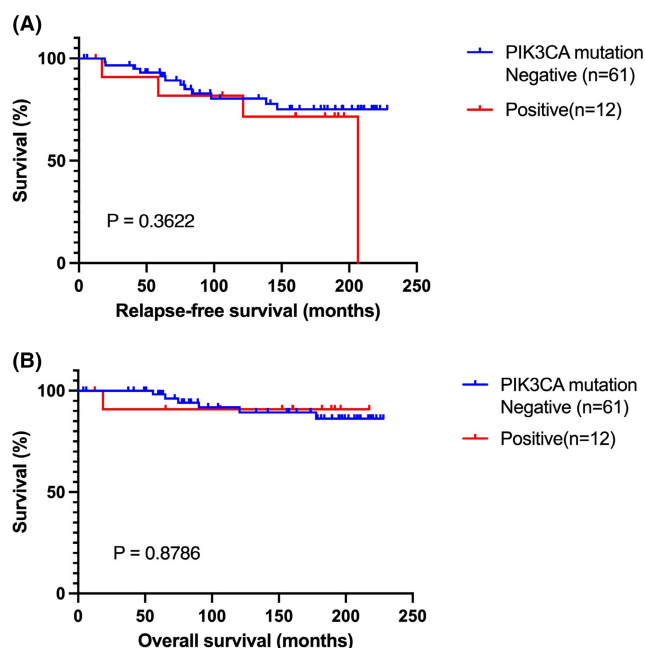 (A)
100
50
0
Survival (%)
P = 0.3622
0 50 100 150 200 250
Relapse-free survival (months)
PIK3CA mutation
Negative (n=61)
Positive(n=12)
(B)
100
50
0
Survival (%)
P = 0.8786
0 50 100 150 200 250
Overall survival (months)
PIK3CA mutation
Negative (n=61)
Positive(n=12)